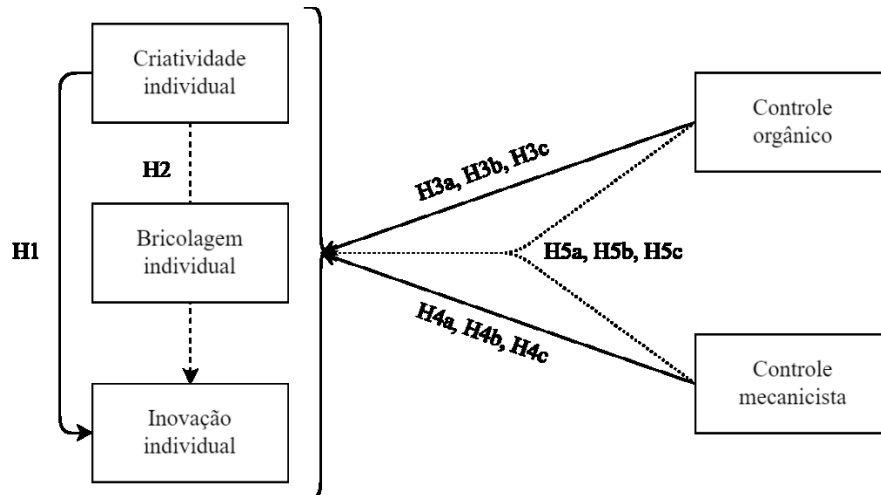 Criatividade
individual
H2
H1
Bricolagem
individual
Inovação
individual
H3a, H3b, H3c
H5a, H5b, H5c
H4a, H4b, H4c
Controle
orgânico
Controle
mecanicista